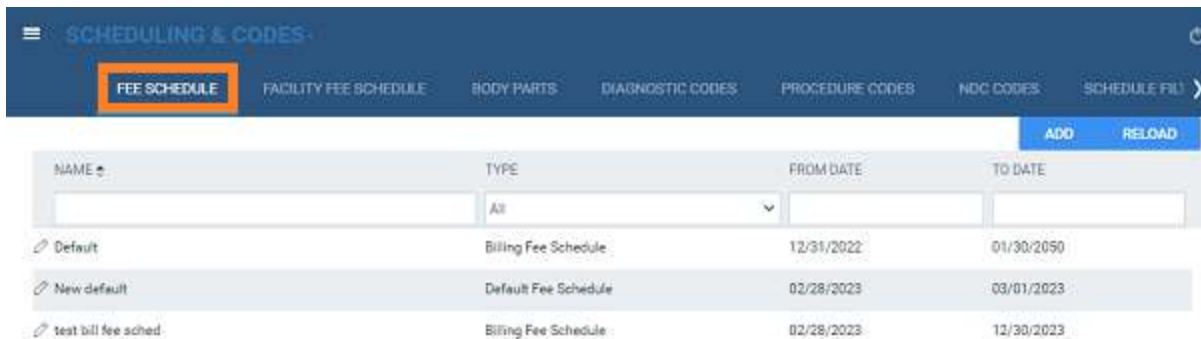 SCHEDULING & CODES
FEE SCHEDULE FACILITY FEE SCHEDULE BODY PARTS DIAGNOSTIC CODES PROCEDURE CODES NDC CODES SCHEDULE FILT
ADD RELOAD
NAME TYPE FROM DATE TO DATE
All
Default Billing Fee Schedule 12/31/2022 01/30/2050
New default Default Fee Schedule 02/28/2023 03/01/2023
test bill fee sched Billing Fee Schedule 02/28/2023 12/30/2023